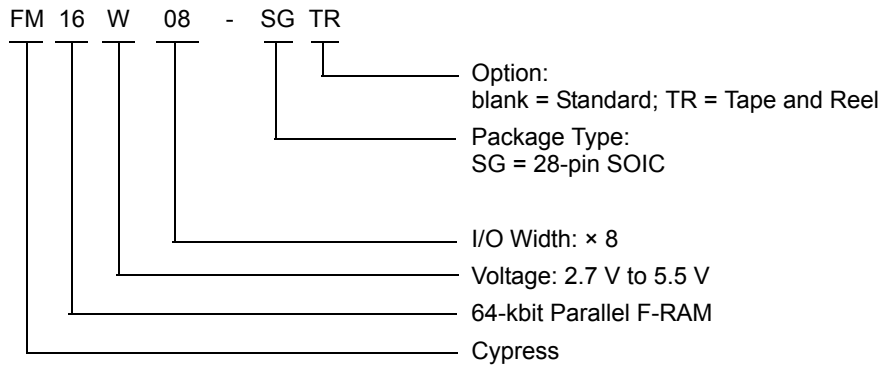 FM 16 W 08 - SG TR
Option:
blank = Standard; TR = Tape and Reel
Package Type:
SG = 28-pin SOIC
I/O Width: × 8
Voltage: 2.7 V to 5.5 V
64-kbit Parallel F-RAM
Cypress